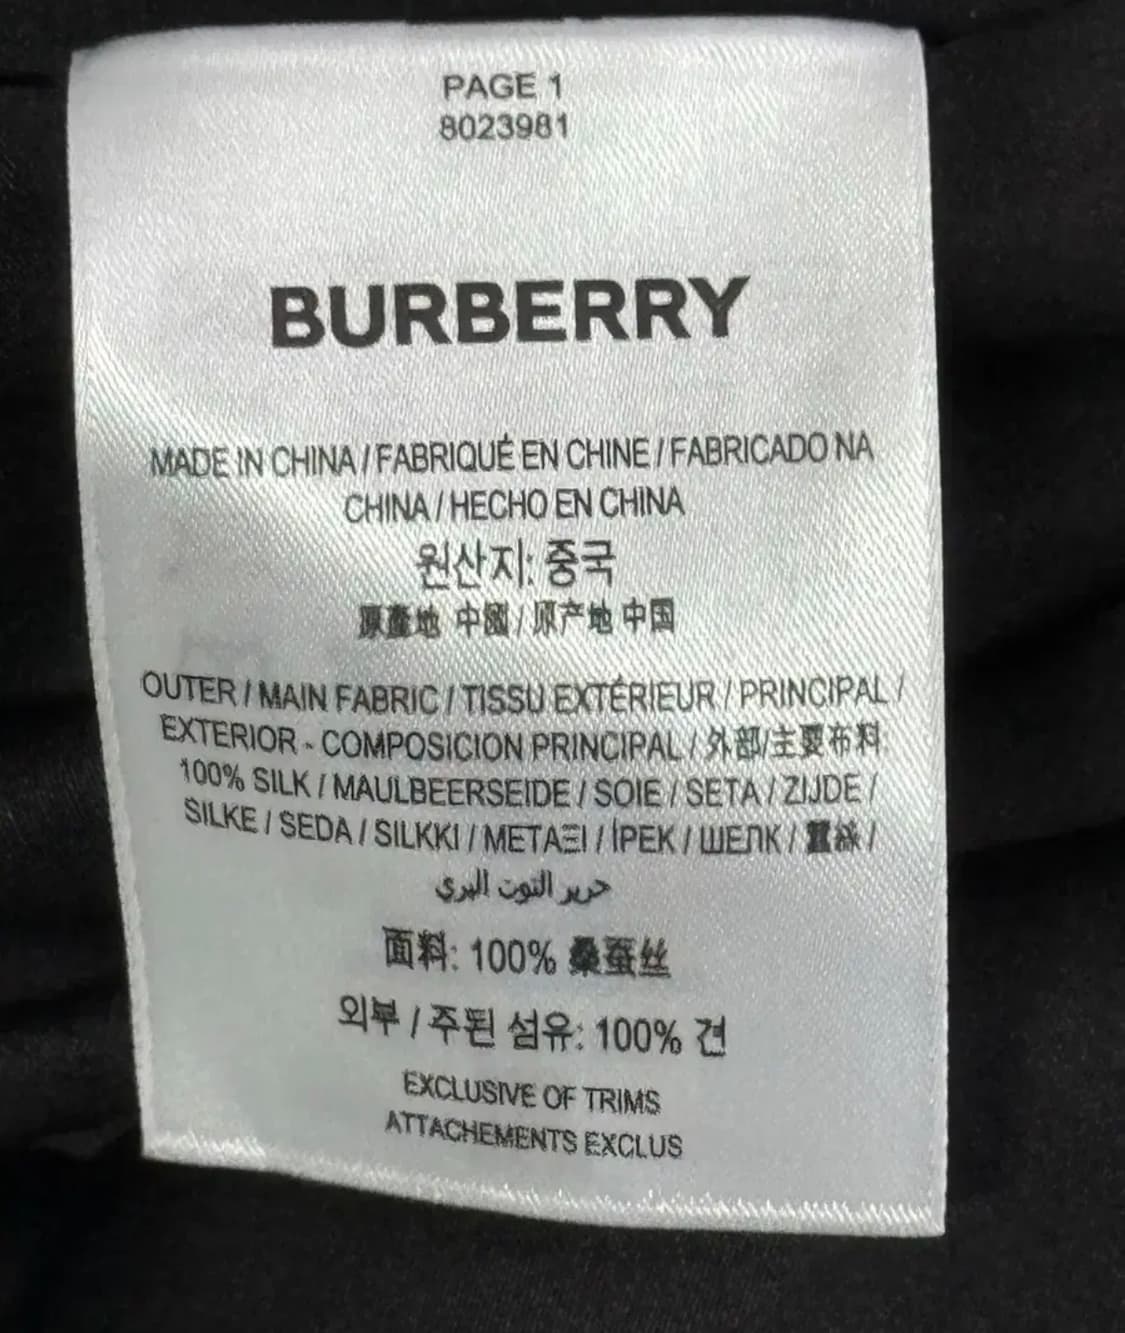 PAGE 1
8023981
BURBERRY
MADE IN CHINA / FABRIQUÉ EN CHINE / FABRICADO NA
CHINA / HECHO EN CHINA
원산지: 중국
原產地 中國 / 原产地 中国
OUTER / MAIN FABRIC / TISSU EXTÉRIEUR / PRINCIPAL /
EXTERIOR - COMPOSICION PRINCIPAL / 外部/主要布料
100% SILK / MAULBEERSEIDE / SOIE / SETA / ZIJDE /
SILKE / SEDA / SILKKI / ΜΕΤΑΞΙ / İPEK / ШЕЛК / 蠶絲 /
حرير التوت البري
面料: 100% 桑蚕丝
외부 / 주된 섬유: 100% 견
EXCLUSIVE OF TRIMS
ATTACHEMENTS EXCLUS